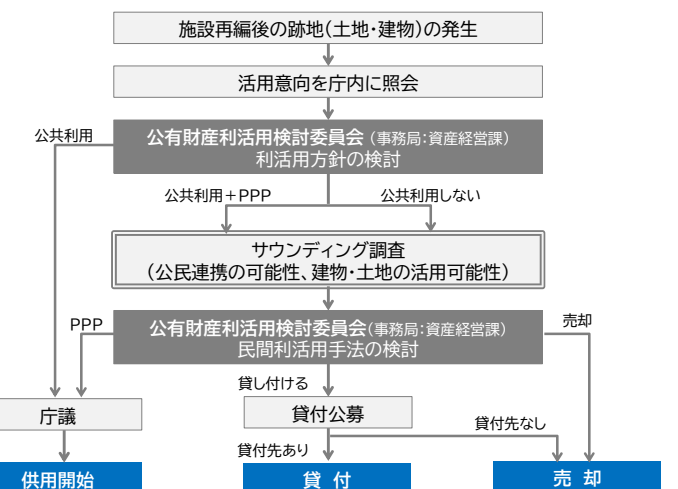 施設再編後の跡地(土地・建物)の発生
活用意向を庁内に照会
公共利用
公有財産利活用検討委員会(事務局:資産経営課)
利活用方針の検討
公共利用+PPP
公共利用しない
サウンディング調査
(公民連携の可能性、建物・土地の活用可能性)
PPP
公有財産利活用検討委員会(事務局:資産経営課)
民間利活用手法の検討
売却
貸し付ける
庁議
貸付公募
貸付先なし
貸付先あり
供用開始
貸 付
売 却